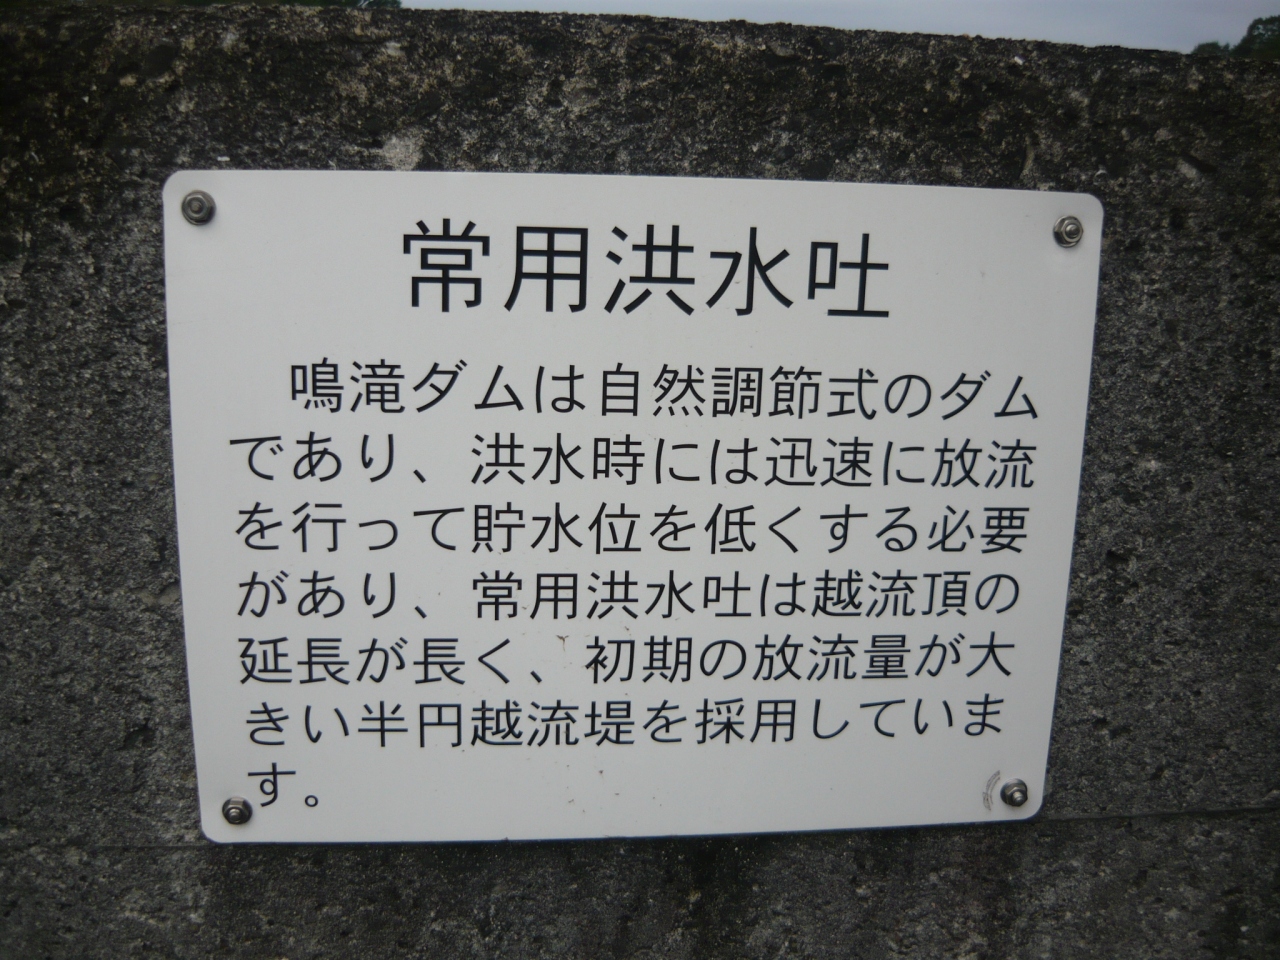 常用洪水吐
鳴滝ダムは自然調節式のダム
であり、洪水時には迅速に放流
を行って貯水位を低くする必要
があり、常用洪水吐は越流頂の
延長が長く、初期の放流量が大
きい半円越流堤を採用していま
す。